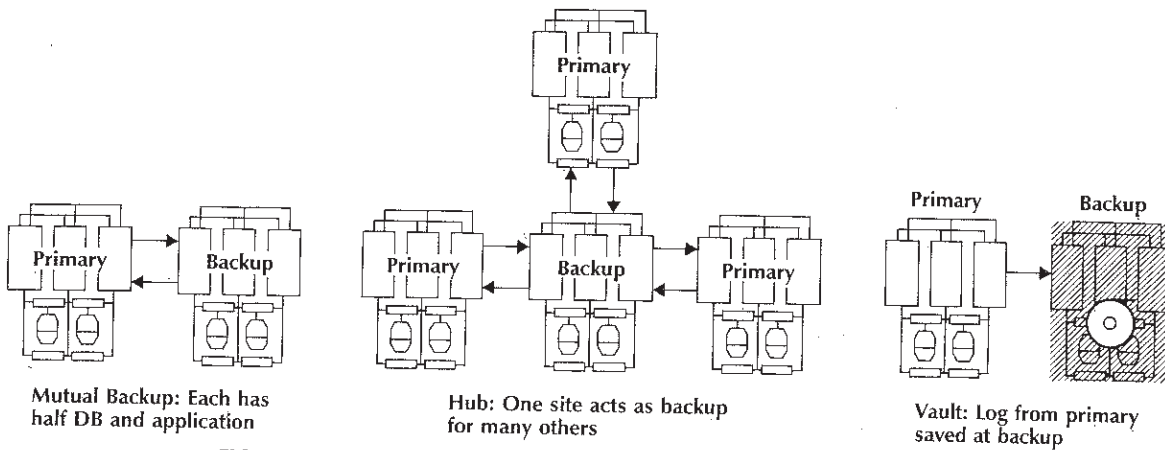 Primary
Primary
Backup
Mutual Backup: Each has
half DB and application
Primary
Backup
Primary
Hub: One site acts as backup
for many others
Primary
Backup
Vault: Log from primary
saved at backup